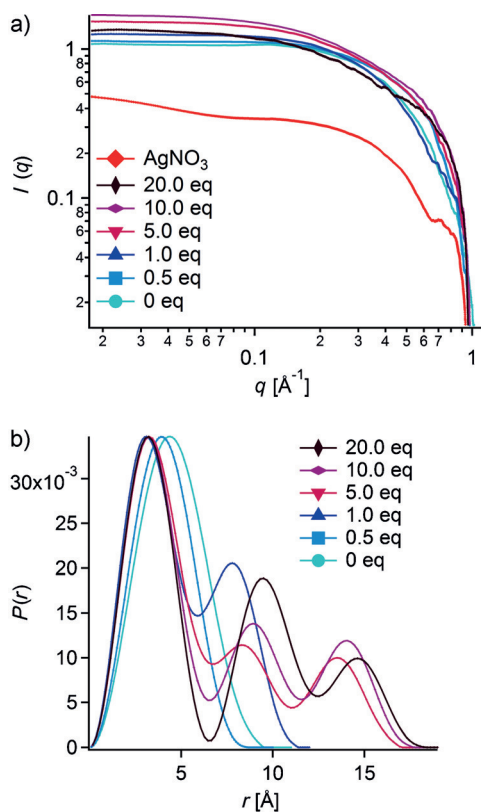 a)
I (q)
1
8
6
4
2
0.1
8
6
4
2
AgNO₃
20.0 eq
10.0 eq
5.0 eq
1.0 eq
0.5 eq
0 eq
2 3 4 5 6 7 0.1 2 3 4 5 6 7 1
q [Å⁻¹]
b)
P(r)
30x10⁻³
25
20
15
10
5
0
20.0 eq
10.0 eq
5.0 eq
1.0 eq
0.5 eq
0 eq
5 10 15
r [Å]